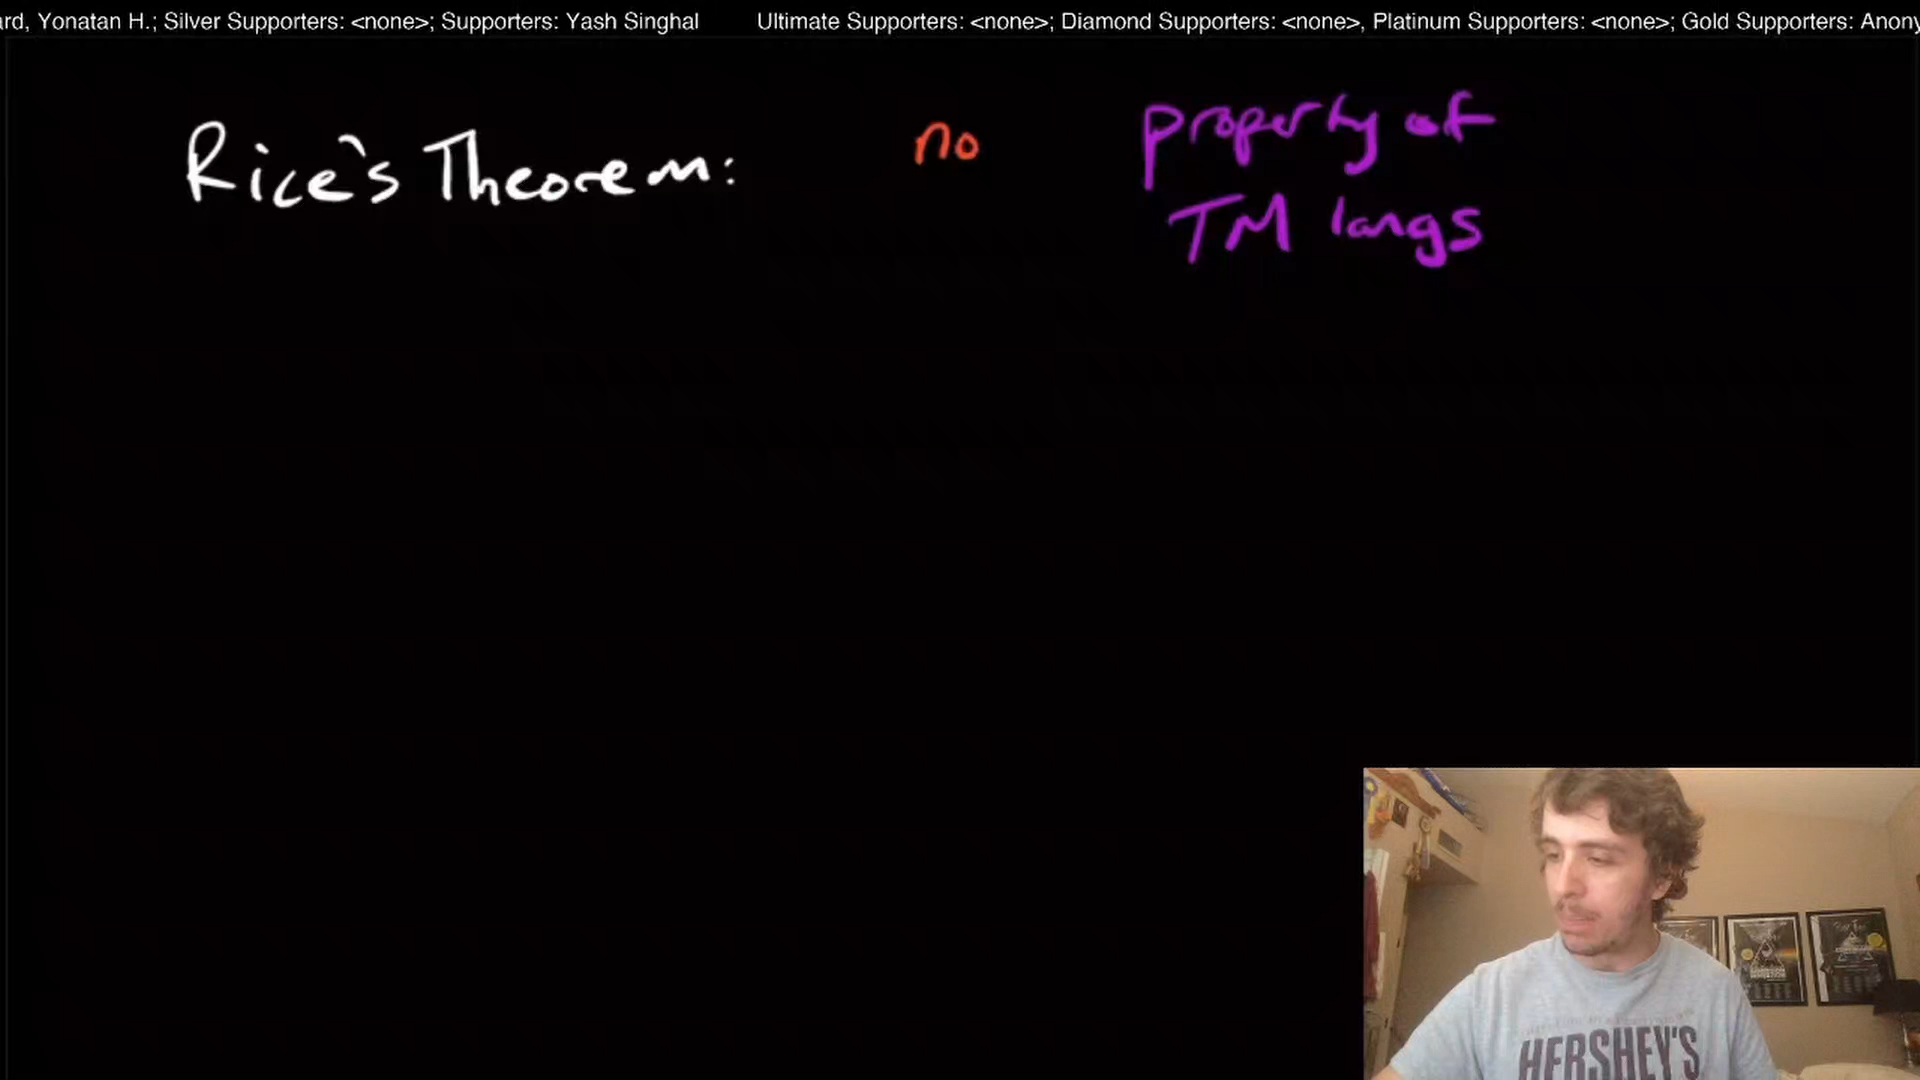 ard, Yonatan H.; Silver Supporters: <none>; Supporters: Yash Singhal Ultimate Supporters: <none>; Diamond Supporters: <none>, Platinum Supporters: <none>; Gold Supporters: Anony
Rice's Theorem:
no
property of
TM langs
HERSHEY'S